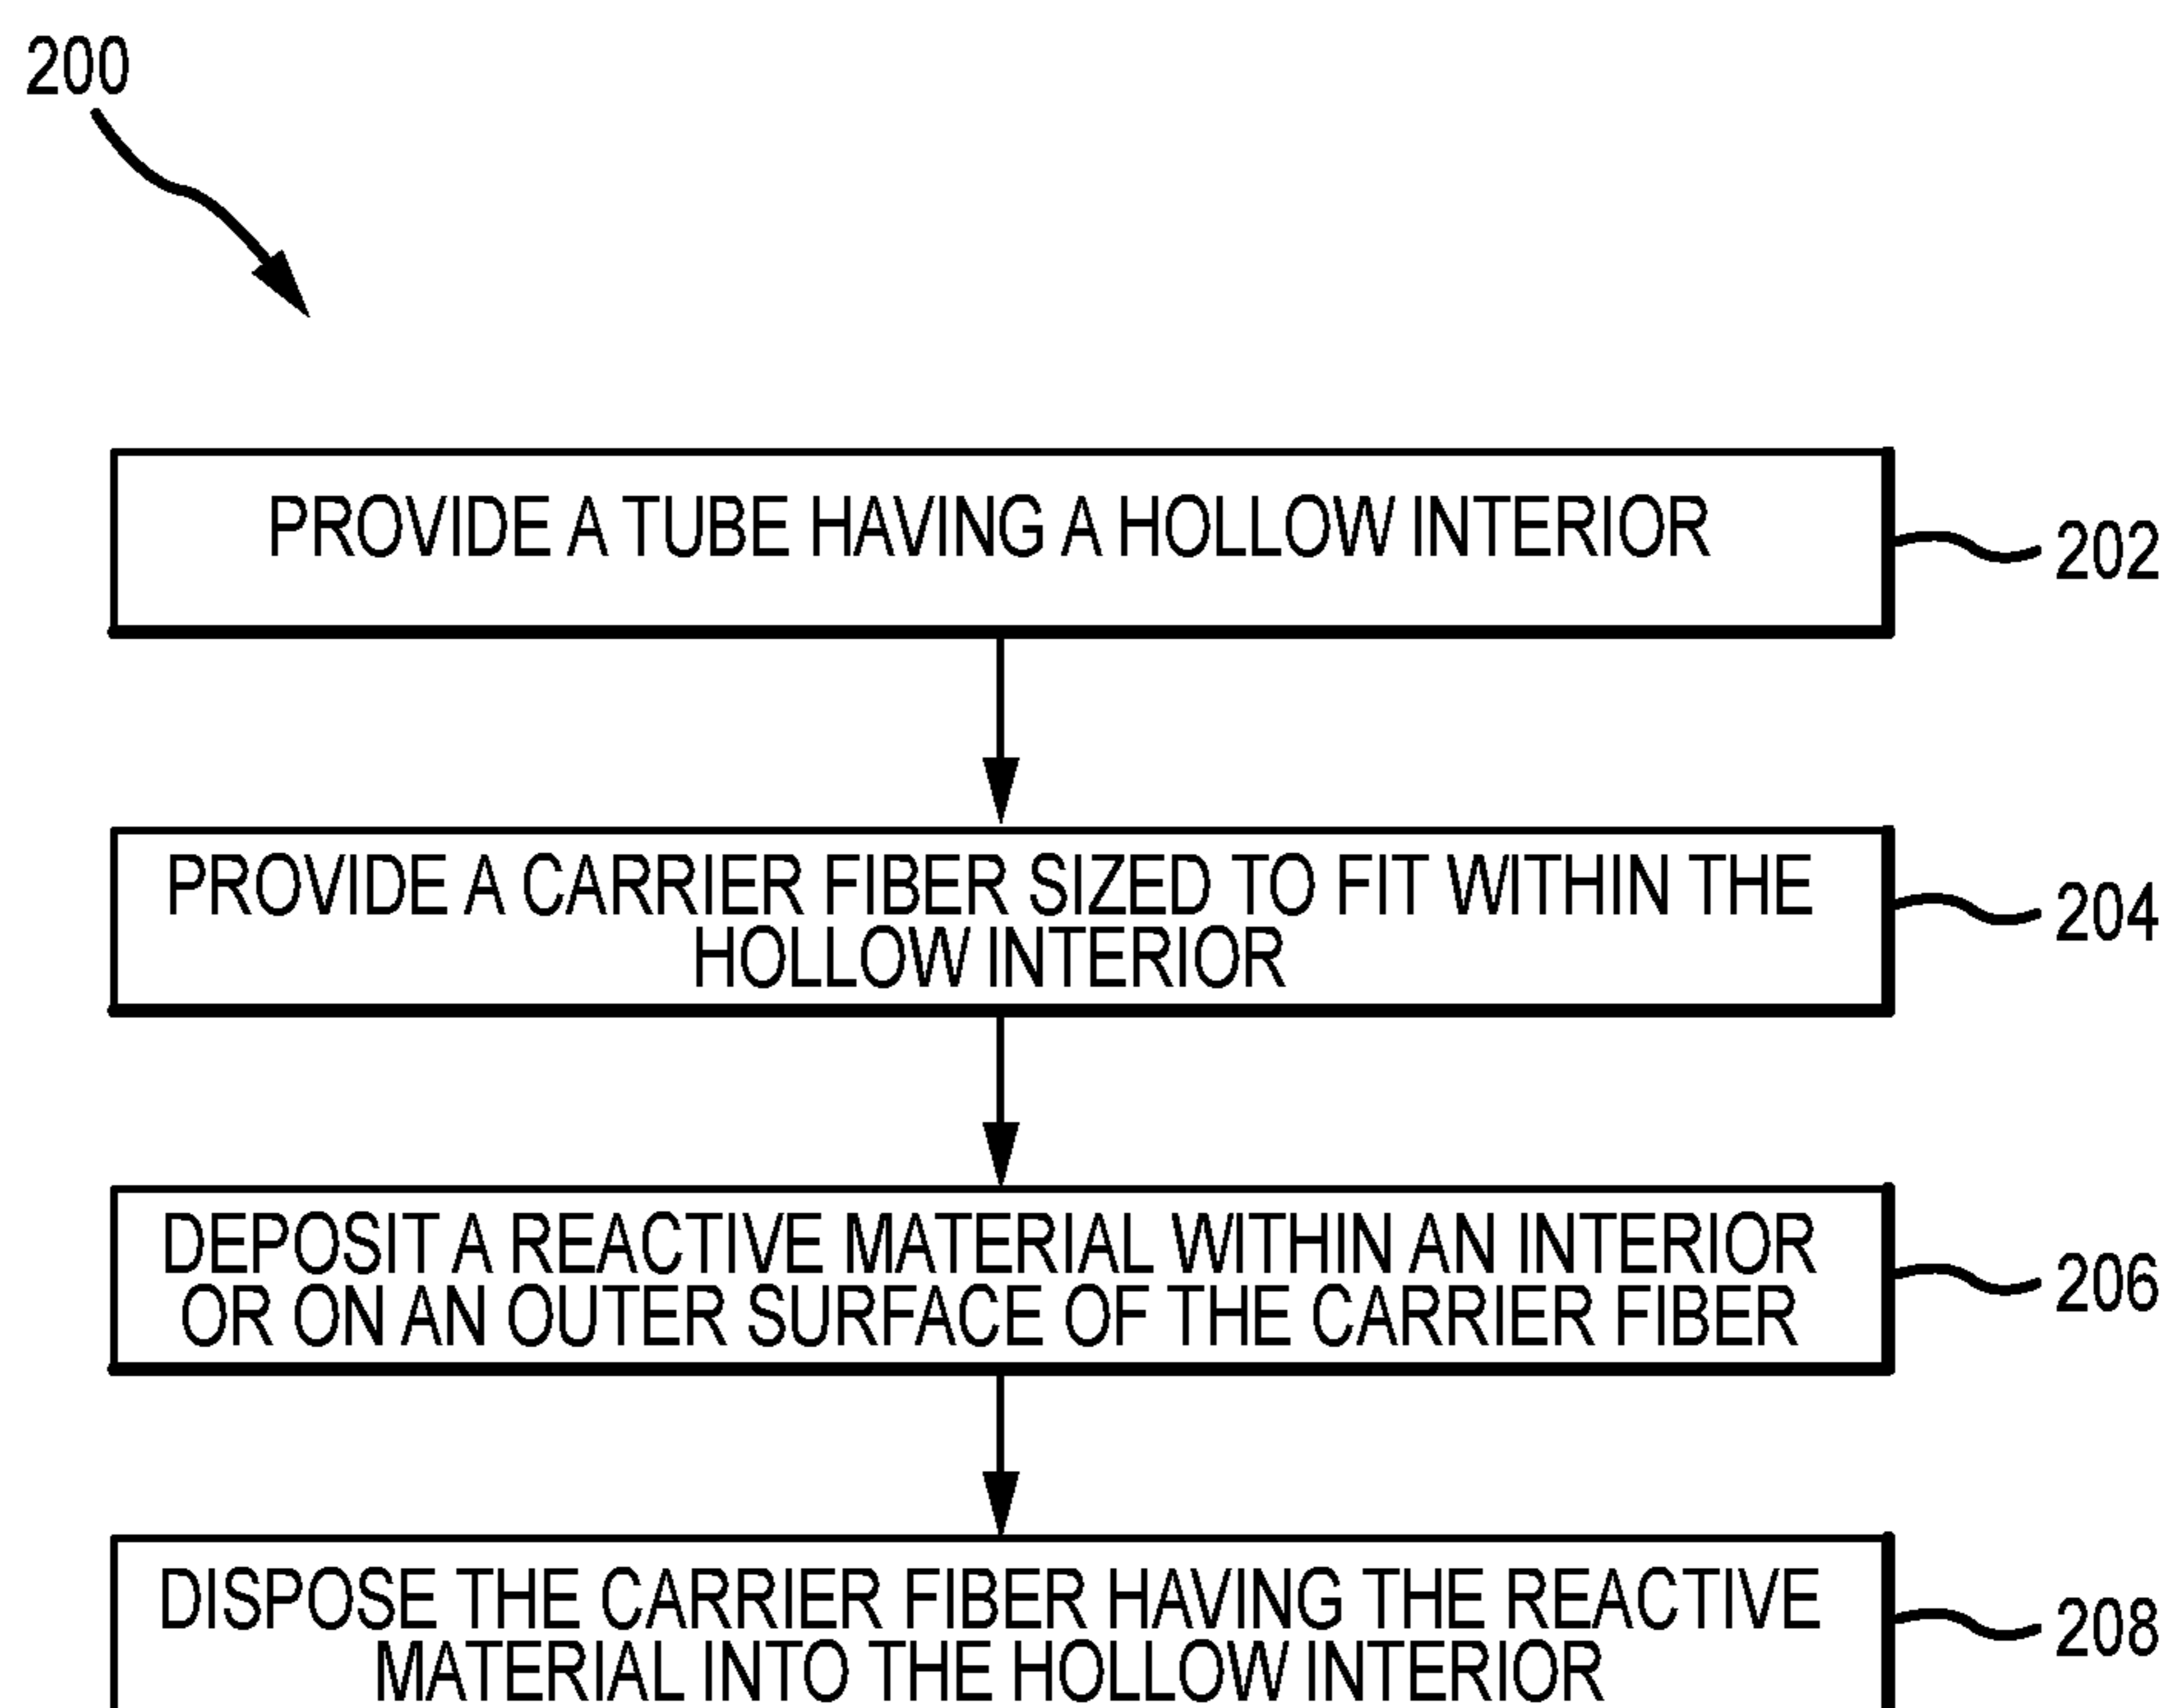 200
PROVIDE A TUBE HAVING A HOLLOW INTERIOR
202
PROVIDE A CARRIER FIBER SIZED TO FIT WITHIN THE
HOLLOW INTERIOR
204
DEPOSIT A REACTIVE MATERIAL WITHIN AN INTERIOR
OR ON AN OUTER SURFACE OF THE CARRIER FIBER
206
DISPOSE THE CARRIER FIBER HAVING THE REACTIVE
MATERIAL INTO THE HOLLOW INTERIOR
208